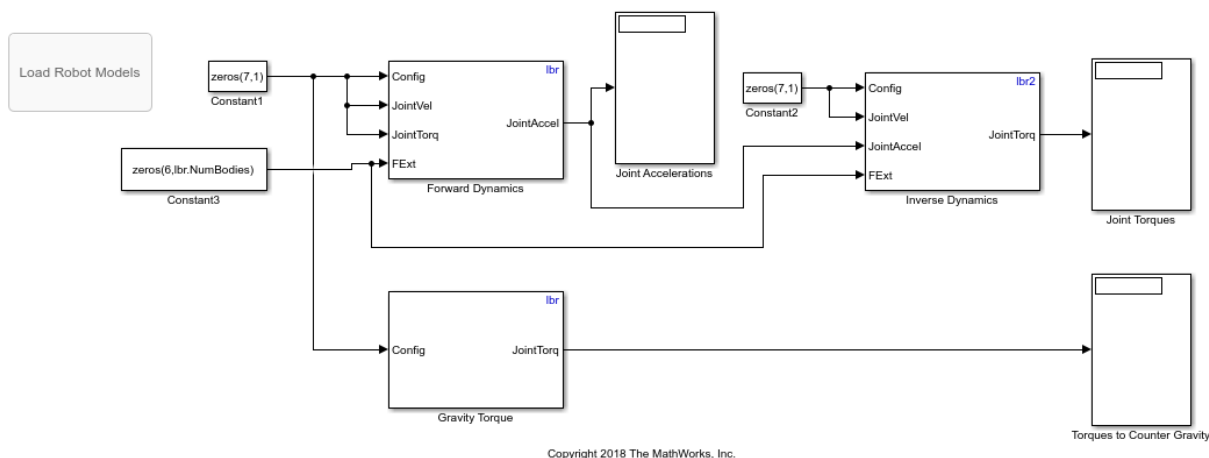 Load Robot Models
zeros(7,1)
Constant1
zeros(6,lbr.NumBodies)
Constant3
lbr
Config
JointVel
JointTorq
FExt
JointAccel
Forward Dynamics
Joint Accelerations
zeros(7,1)
Constant2
lbr2
Config
JointVel
JointAccel
FExt
JointTorq
Inverse Dynamics
Joint Torques
lbr
Config
JointTorq
Gravity Torque
Torques to Counter Gravity
Copyright 2018 The MathWorks, Inc.